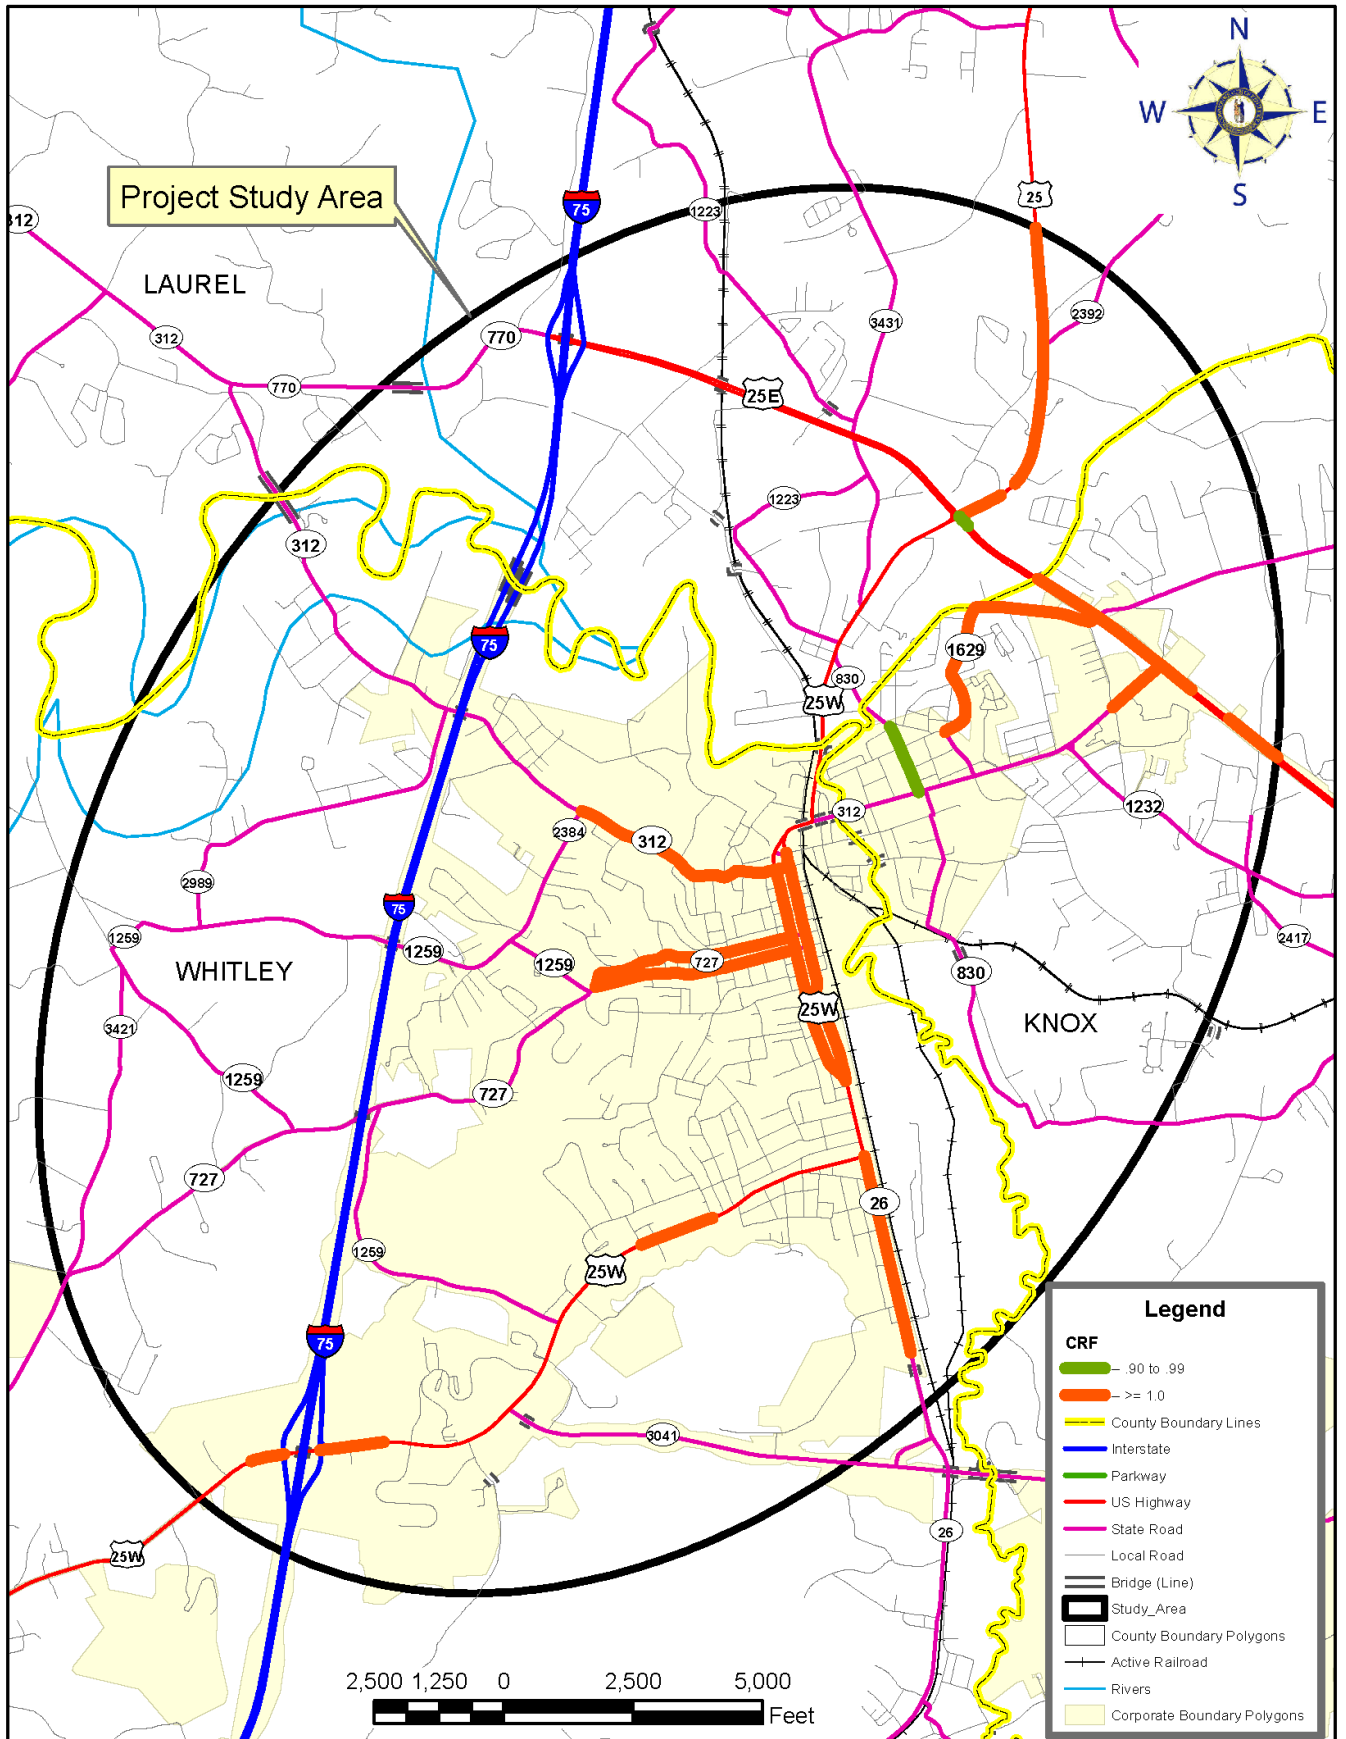 N
W E
S
Project Study Area
75
1223
25
312
LAUREL
2392
3431
312
770
770
25E
1223
312
75
1629
830
25W
1232
312
2384
312
2989
75
1259
1259
1259
727
2417
WHITLEY
830
25W
3421
KNOX
1259
727
727
26
1259
25W
75
3041
26
25W
Legend
CRF
– .90 to .99
– >= 1.0
County Boundary Lines
Interstate
Parkway
US Highway
State Road
Local Road
Bridge (Line)
Study_Area
County Boundary Polygons
Active Railroad
Rivers
Corporate Boundary Polygons
2,500 1,250 0 2,500 5,000
Feet